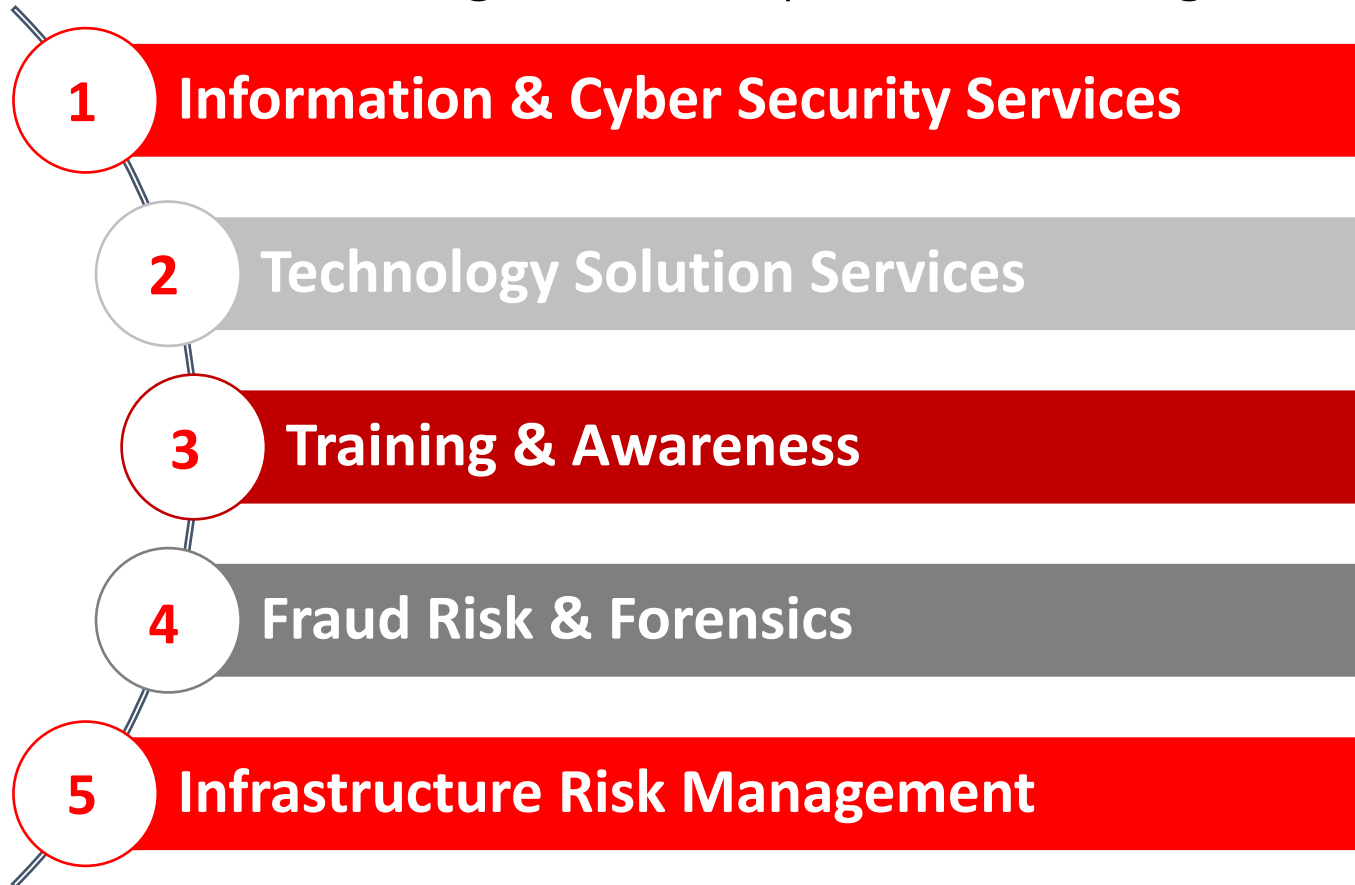 1 Information & Cyber Security Services
2 Technology Solution Services
3 Training & Awareness
4 Fraud Risk & Forensics
5 Infrastructure Risk Management